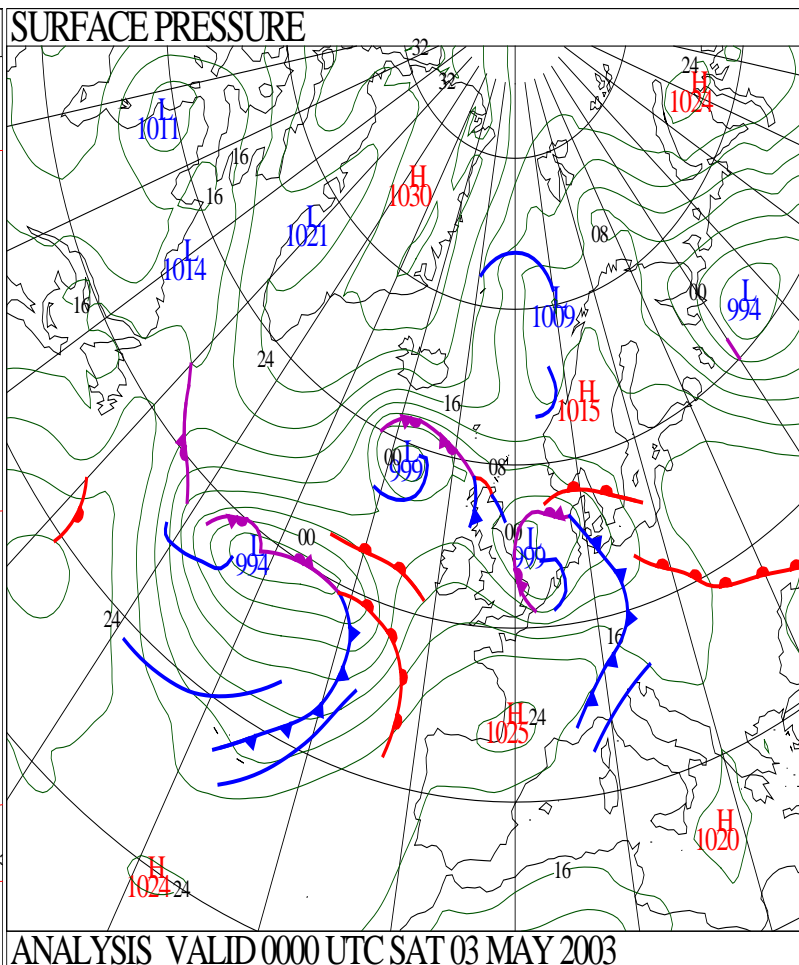 SURFACE PRESSURE
32
24
32
H
1024
L
1011
16
H
1030
16
L
1021
08
L
1014
00
L
994
16
L
1009
24
H
1015
16
L
999
00
08
00
L
999
00
L
994
24
16
H
1025
24
H
1020
H
1024
24
16
ANALYSIS VALID 0000 UTC SAT 03 MAY 2003